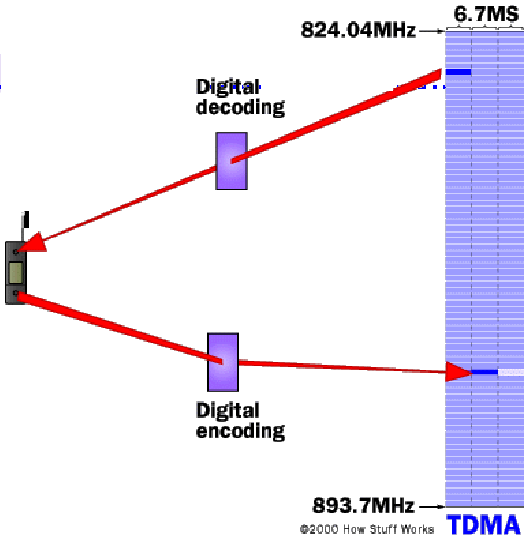 6.7MS
824.04MHz
Digital
decoding
Digital
encoding
893.7MHz
©2000 How Stuff Works
TDMA